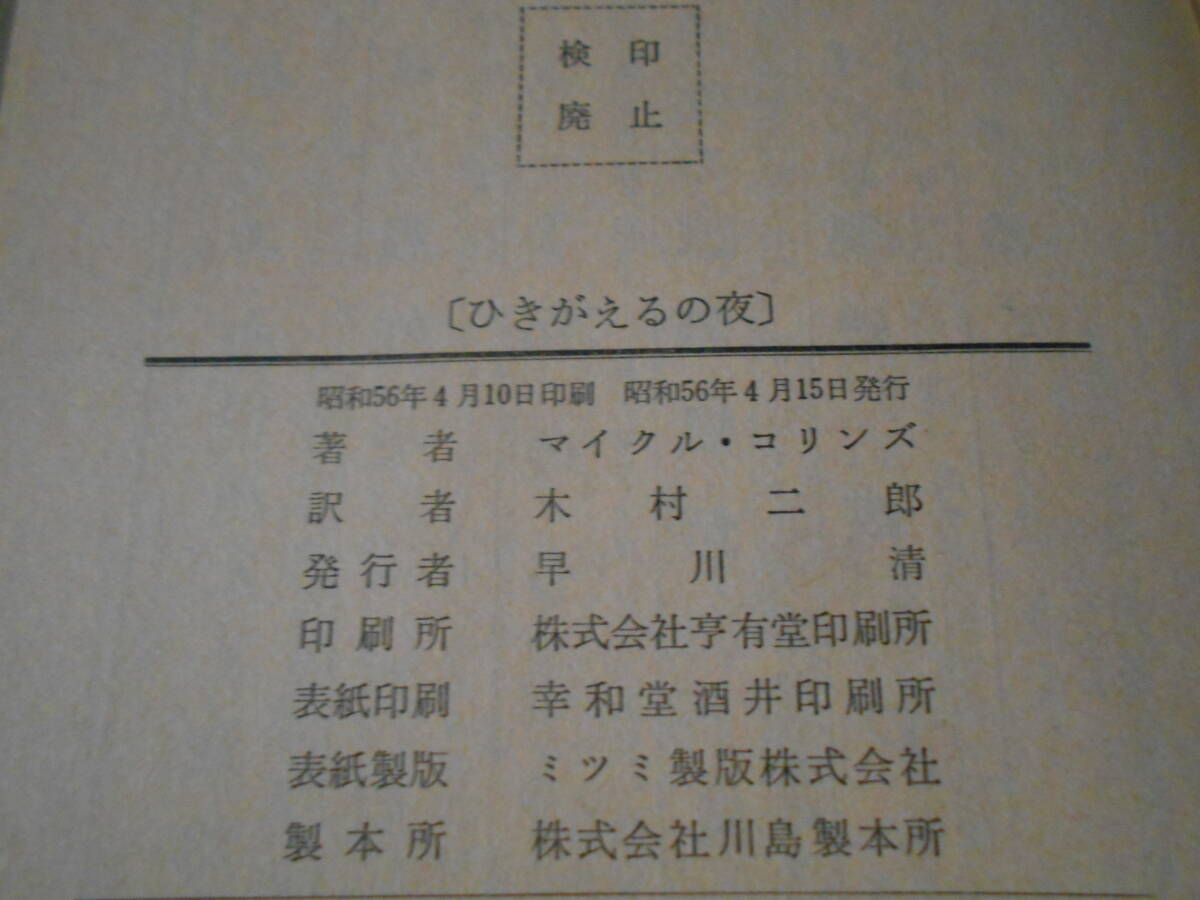 検印
廃止
〔ひきがえるの夜〕
昭和56年4月10日印刷 昭和56年4月15日発行
著者 マイクル・コリンズ
訳者 木村二郎
発行者 早川清
印刷所 株式会社亨有堂印刷所
表紙印刷 幸和堂酒井印刷所
表紙製版 ミツミ製版株式会社
製本所 株式会社川島製本所